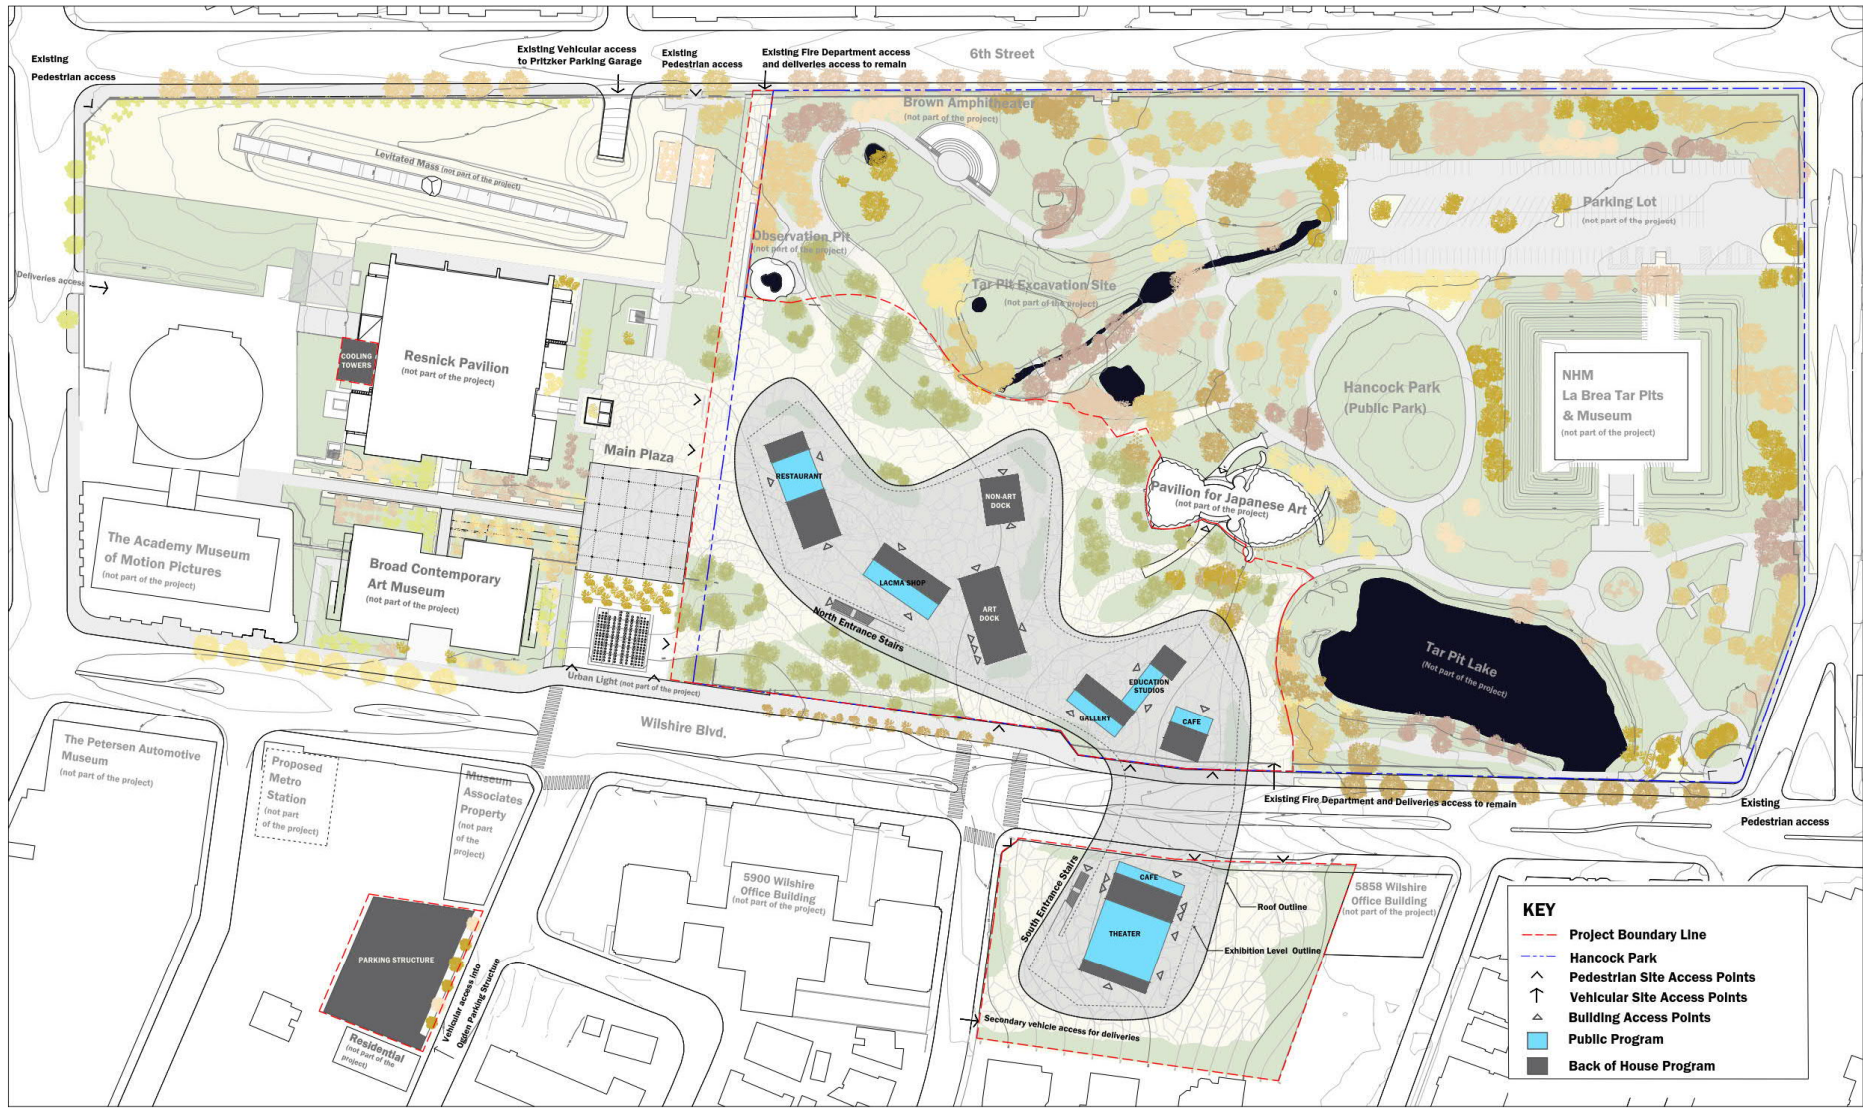 Existing
Pedestrian access
Existing Vehicular access
to Pritzker Parking Garage
Existing
Pedestrian access
Existing Fire Department access
and deliveries access to remain
6th Street
Brown Amphitheater
(not part of the project)
Levitated Mass (not part of the project)
Observation Pit
(not part of the project)
Parking Lot
(not part of the project)
Deliveries access
Tar Pit Excavation Site
(not part of the project)
COOLING
TOWERS
Resnick Pavilion
(not part of the project)
Hancock Park
(Public Park)
NHM
La Brea Tar Pits
& Museum
(not part of the project)
Main Plaza
RESTAURANT
NON-ART
DOCK
Pavilion for Japanese Art
(not part of the project)
The Academy Museum
of Motion Pictures
(not part of the project)
Broad Contemporary
Art Museum
(not part of the project)
LACMA SHOP
ART
DOCK
North Entrance Stairs
Tar Pit Lake
(Not part of the project)
Urban Light (not part of the project)
EDUCATION
STUDIOS
GALLERY
CAFE
Wilshire Blvd.
The Petersen Automotive
Museum
(not part of the project)
Proposed
Metro
Station
(not part
of the project)
Museum
Associates
Property
(not part
of the
project)
Existing Fire Department and Deliveries access to remain
Existing
Pedestrian access
5900 Wilshire
Office Building
(not part of the project)
South Entrance Stairs
CAFE
THEATER
Roof Outline
Exhibition Level Outline
5858 Wilshire
Office Building
(not part of the project)
PARKING STRUCTURE
Vehicular access into
Ogden Parking Structure
Residential
(not part of the
project)
Secondary vehicle access for deliveries
KEY
Project Boundary Line
Hancock Park
Pedestrian Site Access Points
Vehicular Site Access Points
Building Access Points
Public Program
Back of House Program